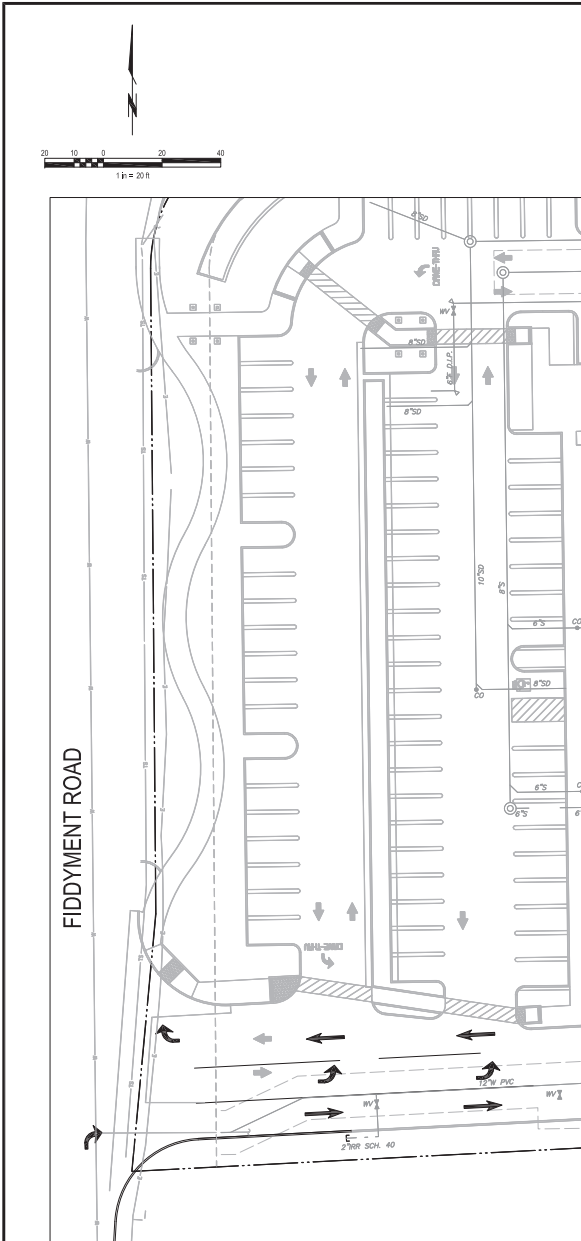 N
20 10 0 20 40
1 in = 20 ft
8"SD
DRIVE-THRU
WV
8"SD
6"F D.I.P.
8"SD
10"SD
8"S
6"S
CO
8"SD
CO
6"S
6"S
FIDDYMENT ROAD
DRIVE-THRU
12"W PVC
WV
WV
2"IRR SCH. 40